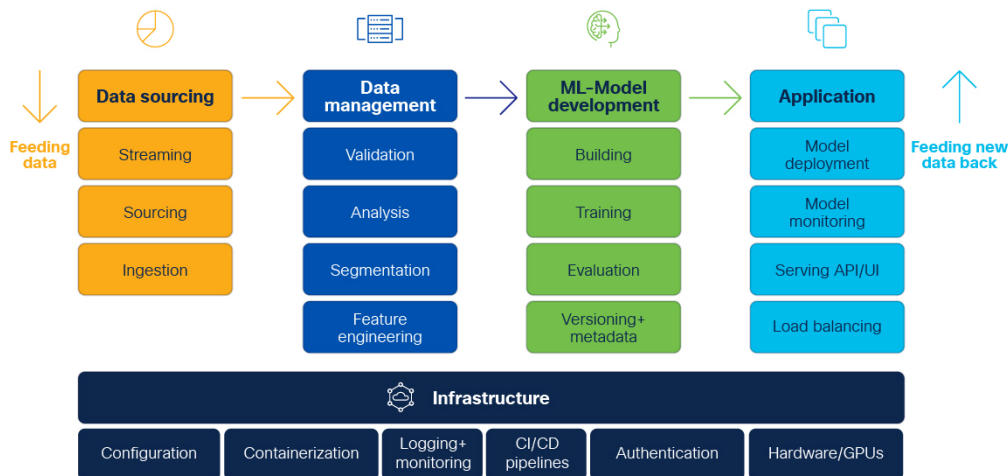 Data sourcing
Data
management
ML-Model
development
Application
Feeding
data
Streaming
Validation
Building
Model
deployment
Feeding new
data back
Sourcing
Analysis
Training
Model
monitoring
Ingestion
Segmentation
Evaluation
Serving API/UI
Feature
engineering
Versioning+
metadata
Load balancing
Infrastructure
Configuration
Containerization
Logging+
monitoring
CI/CD
pipelines
Authentication
Hardware/GPUs